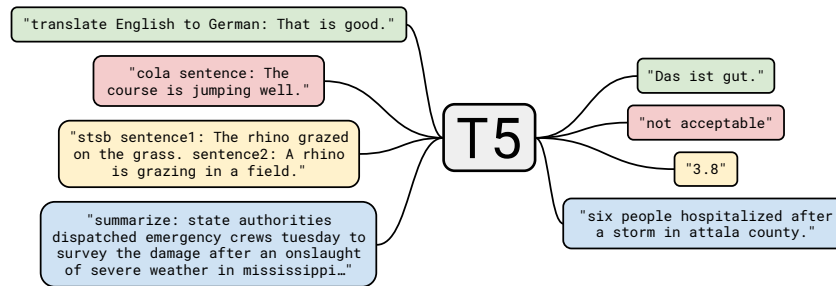 "translate English to German: That is good."
"cola sentence: The
course is jumping well."
"stsb sentence1: The rhino grazed
on the grass. sentence2: A rhino
is grazing in a field."
"summarize: state authorities
dispatched emergency crews tuesday to
survey the damage after an onslaught
of severe weather in mississippi…"
T5
"Das ist gut."
"not acceptable"
"3.8"
"six people hospitalized after
a storm in attala county."